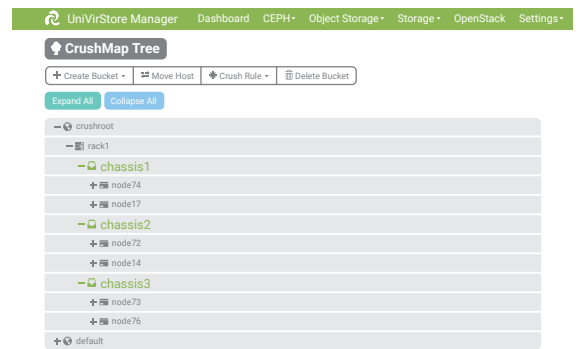 UniVirStore Manager Dashboard CEPH Object Storage Storage OpenStack Settings
CrushMap Tree
Create Bucket Move Host Crush Rule Delete Bucket
Expand All Collapse All
crushroot
rack1
chassis1
node74
node17
chassis2
node72
node14
chassis3
node73
node76
default